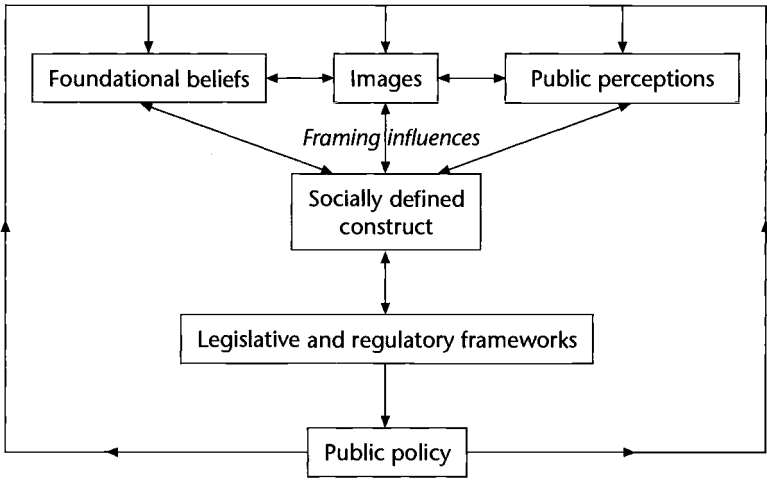 Foundational beliefs
Images
Public perceptions
Framing influences
Socially defined
construct
Legislative and regulatory frameworks
Public policy